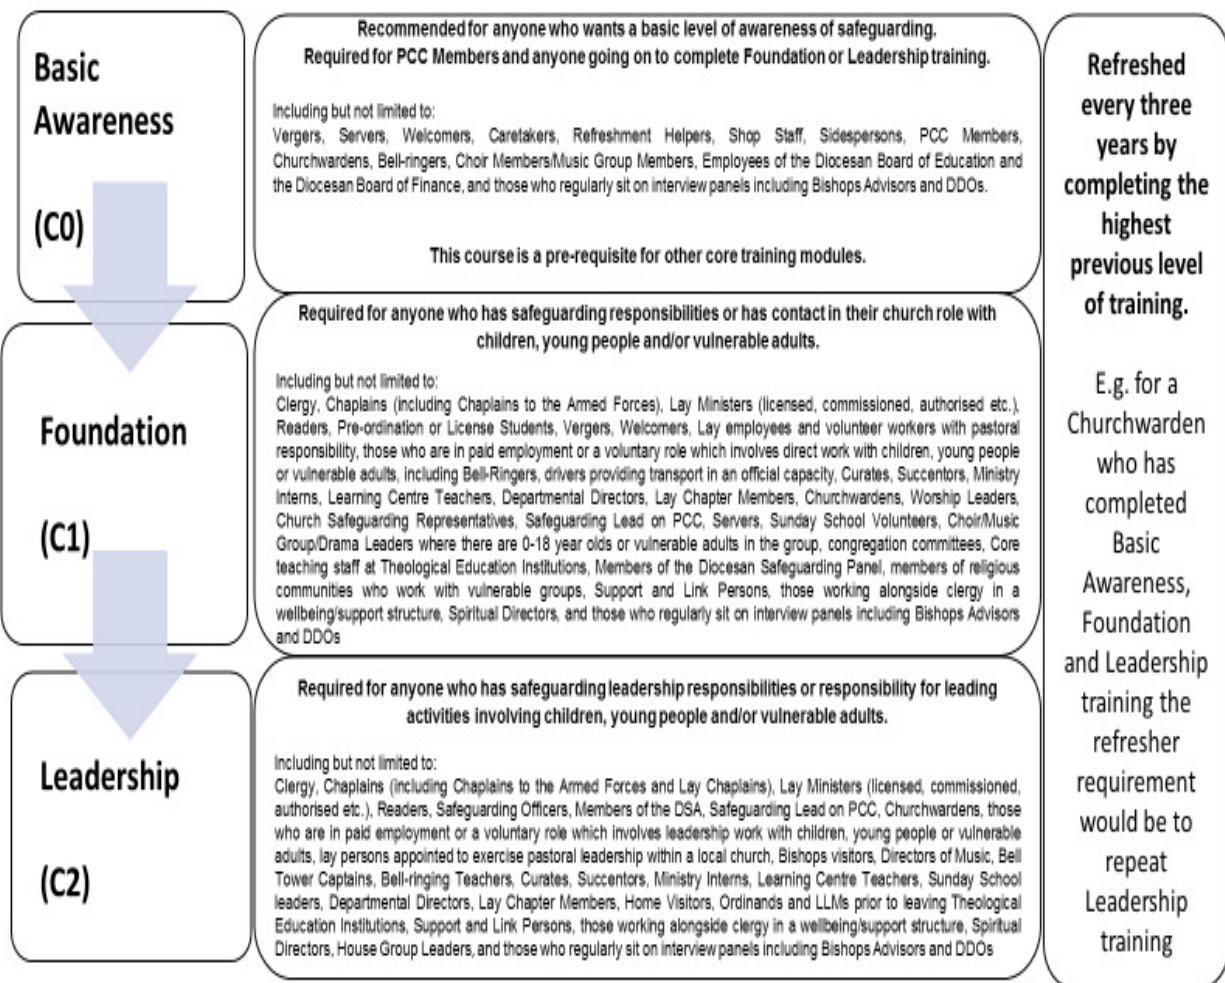 Basic
Awareness
(C0)
Recommended for anyone who wants a basic level of awareness of safeguarding.
Required for PCC Members and anyone going on to complete Foundation or Leadership training.
Including but not limited to:
Vergers, Servers, Welcomers, Caretakers, Refreshment Helpers, Shop Staff, Sidespersons, PCC Members,
Churchwardens, Bell-ringers, Choir Members/Music Group Members, Employees of the Diocesan Board of Education and
the Diocesan Board of Finance, and those who regularly sit on interview panels including Bishops Advisors and DDOs.
This course is a pre-requisite for other core training modules.
Foundation
(C1)
Required for anyone who has safeguarding responsibilities or has contact in their church role with
children, young people and/or vulnerable adults.
Including but not limited to:
Clergy, Chaplains (including Chaplains to the Armed Forces), Lay Ministers (licensed, commissioned, authorised etc.),
Readers, Pre-ordination or License Students, Vergers, Welcomers, Lay employees and volunteer workers with pastoral
responsibility, those who are in paid employment or a voluntary role which involves direct work with children, young people
or vulnerable adults, including Bell-Ringers, drivers providing transport in an official capacity, Curates, Succentors, Ministry
Interns, Learning Centre Teachers, Departmental Directors, Lay Chapter Members, Churchwardens, Worship Leaders,
Church Safeguarding Representatives, Safeguarding Lead on PCC, Servers, Sunday School Volunteers, Choir/Music
Group/Drama Leaders where there are 0-18 year olds or vulnerable adults in the group, congregation committees, Core
teaching staff at Theological Education Institutions, Members of the Diocesan Safeguarding Panel, members of religious
communities who work with vulnerable groups, Support and Link Persons, those working alongside clergy in a
wellbeing/support structure, Spiritual Directors, and those who regularly sit on interview panels including Bishops Advisors
and DDOs
Leadership
(C2)
Required for anyone who has safeguarding leadership responsibilities or responsibility for leading
activities involving children, young people and/or vulnerable adults.
Including but not limited to:
Clergy, Chaplains (including Chaplains to the Armed Forces and Lay Chaplains), Lay Ministers (licensed, commissioned,
authorised etc.), Readers, Safeguarding Officers, Members of the DSA, Safeguarding Lead on PCC, Churchwardens, those
who are in paid employment or a voluntary role which involves leadership work with children, young people or vulnerable
adults, lay persons appointed to exercise pastoral leadership within a local church, Bishops visitors, Directors of Music, Bell
Tower Captains, Bell-ringing Teachers, Curates, Succentors, Ministry Interns, Learning Centre Teachers, Sunday School
leaders, Departmental Directors, Lay Chapter Members, Home Visitors, Ordinands and LLMs prior to leaving Theological
Education Institutions, Support and Link Persons, those working alongside clergy in a wellbeing/support structure, Spiritual
Directors, House Group Leaders, and those who regularly sit on interview panels including Bishops Advisors and DDOs
Refreshed
every three
years by
completing the
highest
previous level
of training.
E.g. for a
Churchwarden
who has
completed
Basic
Awareness,
Foundation
and Leadership
training the
refresher
requirement
would be to
repeat
Leadership
training